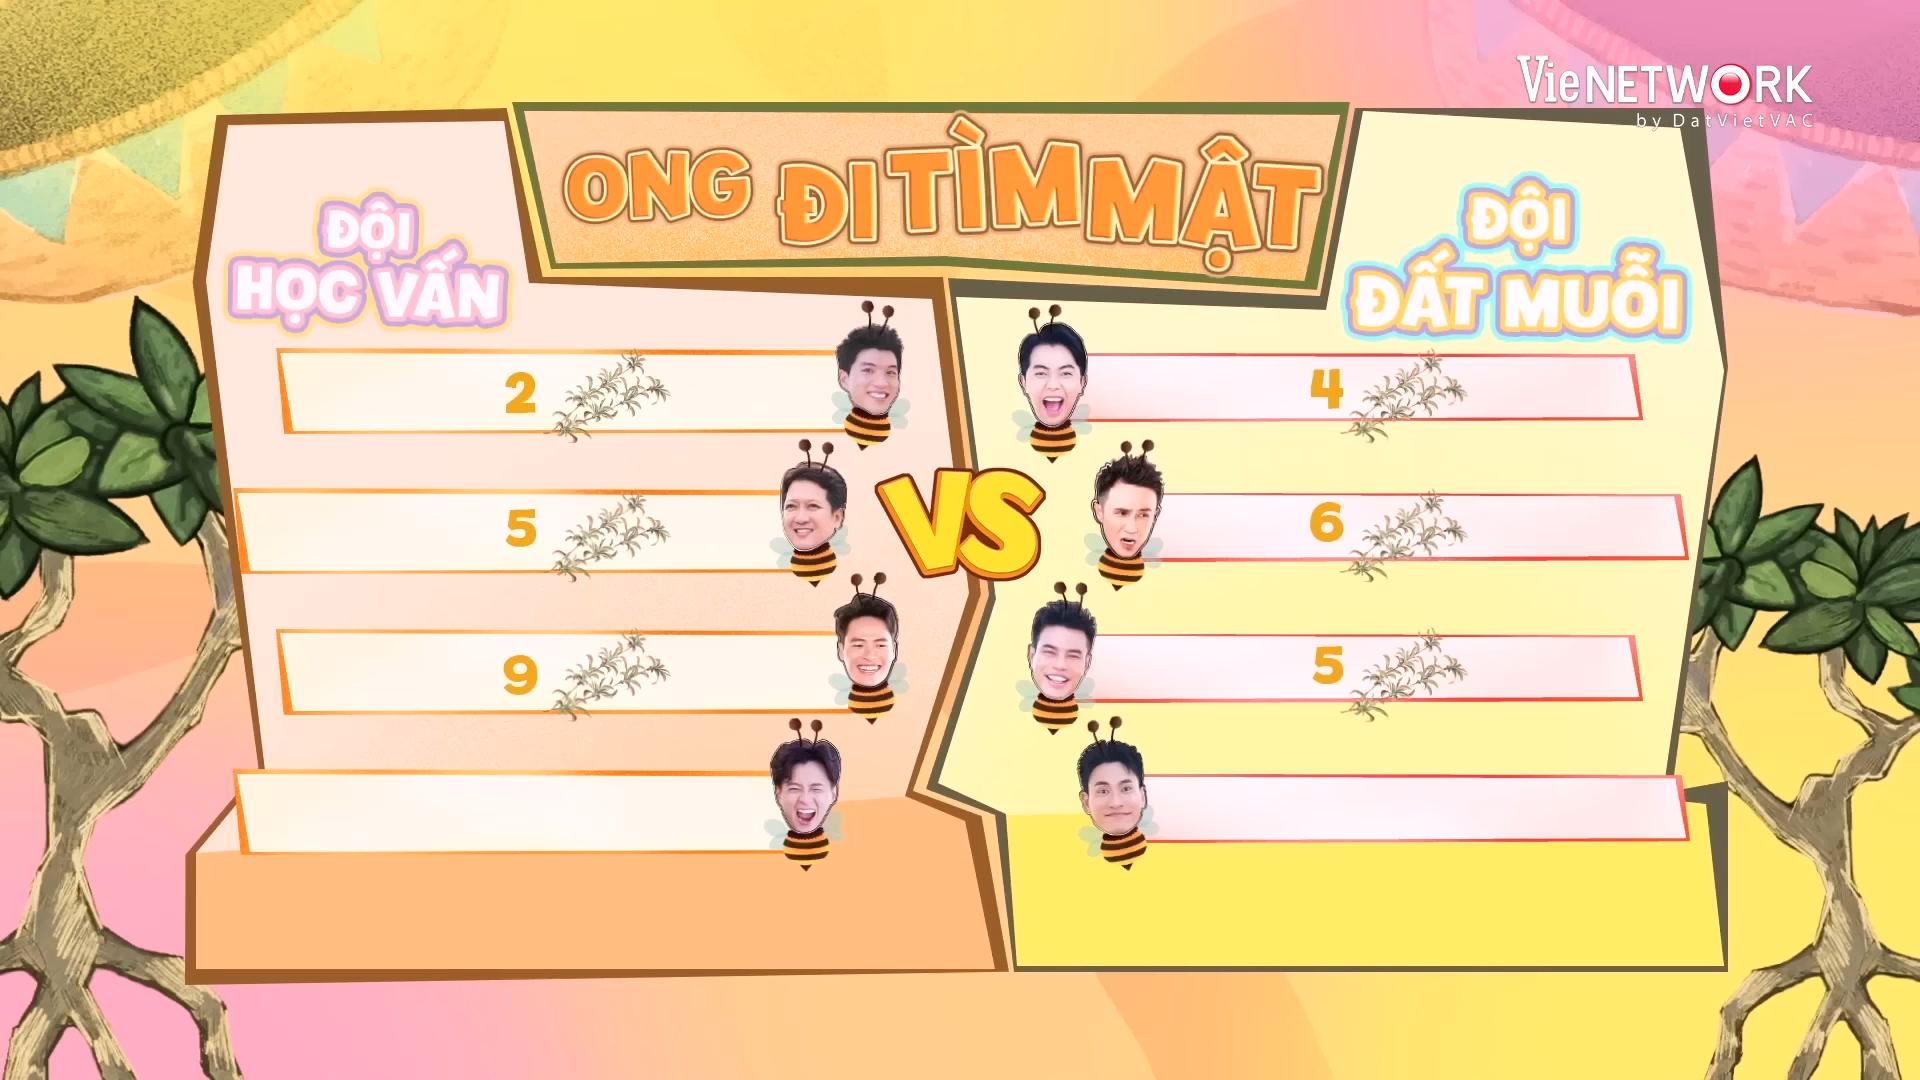 VieNETWORK
by DatVietVAC
ONG ĐI TÌM MẬT
ĐỘI
HỌC VẤN
ĐỘI
ĐẤT MUỖI
2
4
VS
5
6
9
5